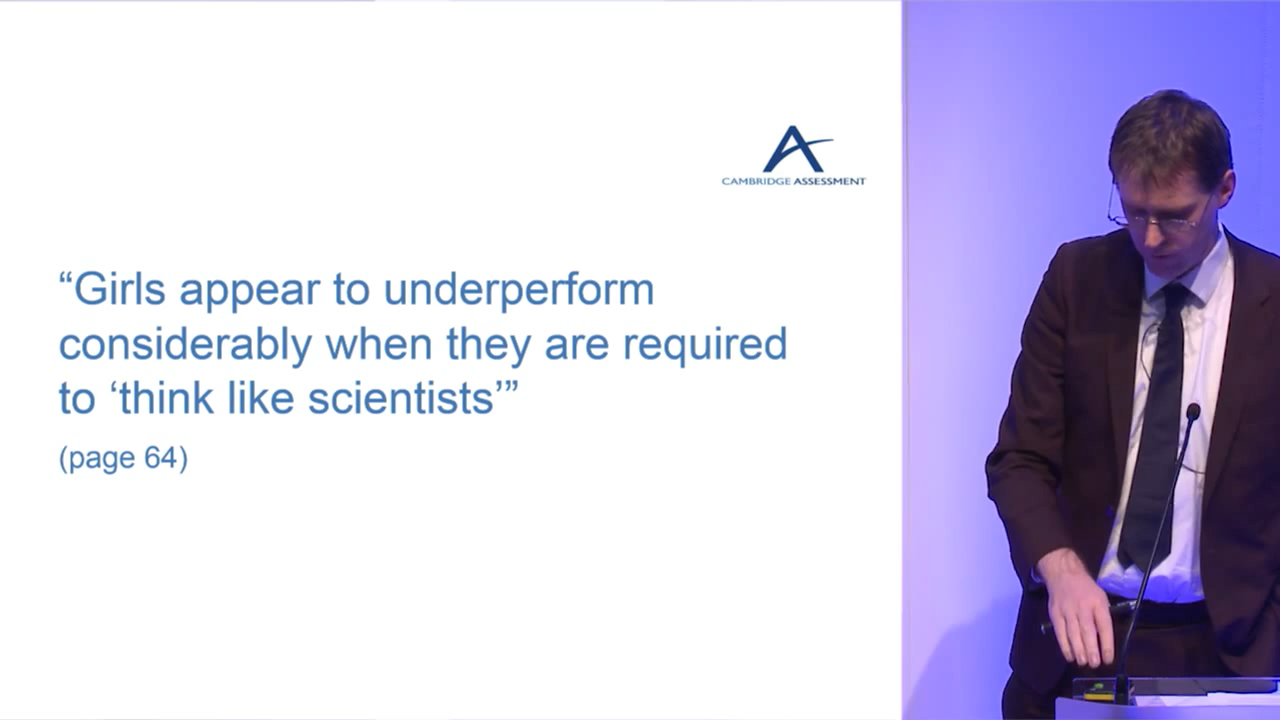 CAMBRIDGE ASSESSMENT
“Girls appear to underperform
considerably when they are required
to ‘think like scientists’”
(page 64)